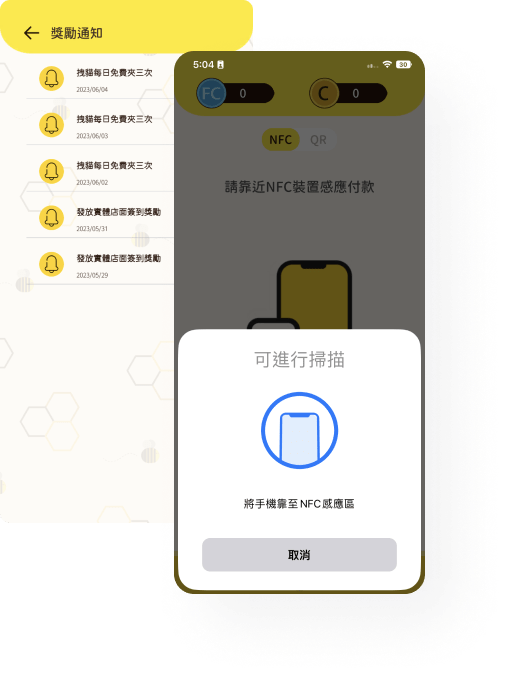 獎勵通知
拽貓每日免費夾三次
2023/06/04
拽貓每日免費夾三次
2023/06/03
拽貓每日免費夾三次
2023/06/02
發放實體店面簽到獎勵
2023/05/31
發放實體店面簽到獎勵
2023/05/29
5:04
30
FC 0
C 0
NFC QR
請靠近NFC裝置感應付款
可進行掃描
將手機靠至 NFC 感應區
取消